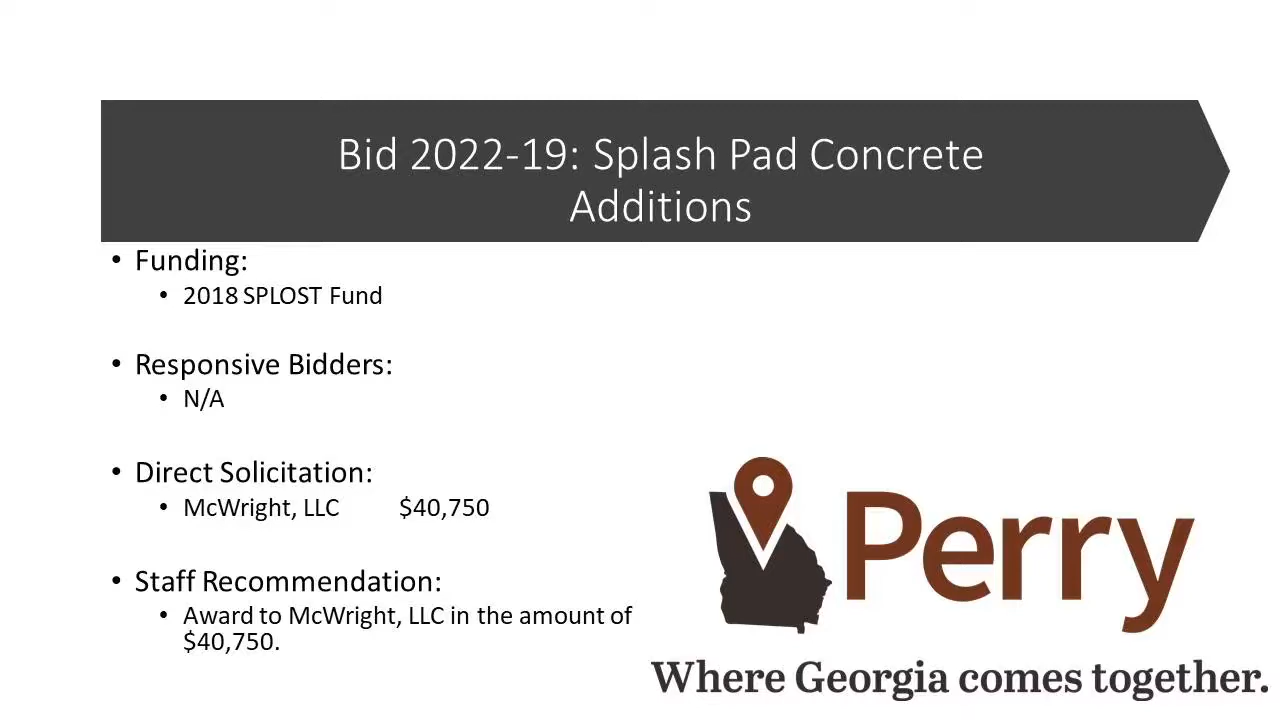 Bid 2022-19: Splash Pad Concrete
Additions
• Funding:
• 2018 SPLOST Fund
• Responsive Bidders:
• N/A
• Direct Solicitation:
• McWright, LLC $40,750
• Staff Recommendation:
• Award to McWright, LLC in the amount of
$40,750.
Perry
Where Georgia comes together.